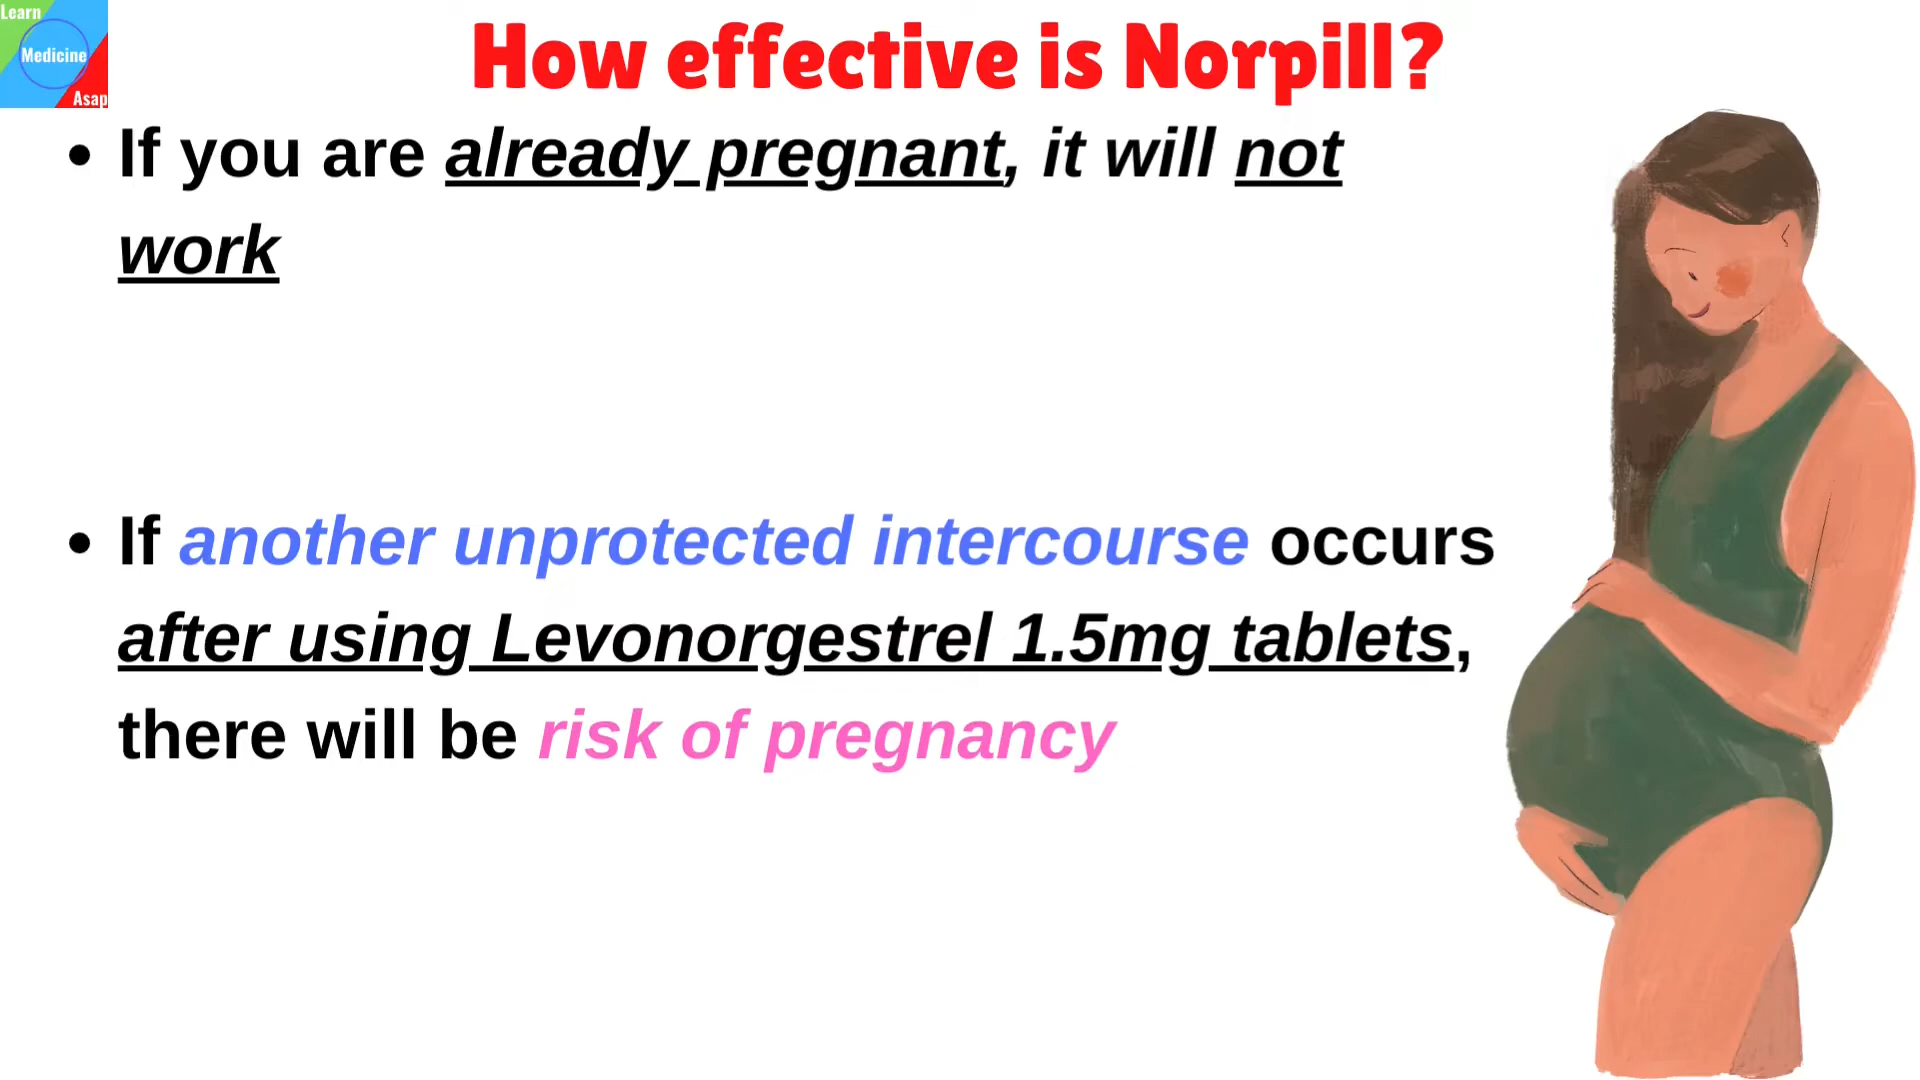 Learn
Medicine
Asap
How effective is Norpill?
• If you are already pregnant, it will not
work
• If another unprotected intercourse occurs
after using Levonorgestrel 1.5mg tablets,
there will be risk of pregnancy